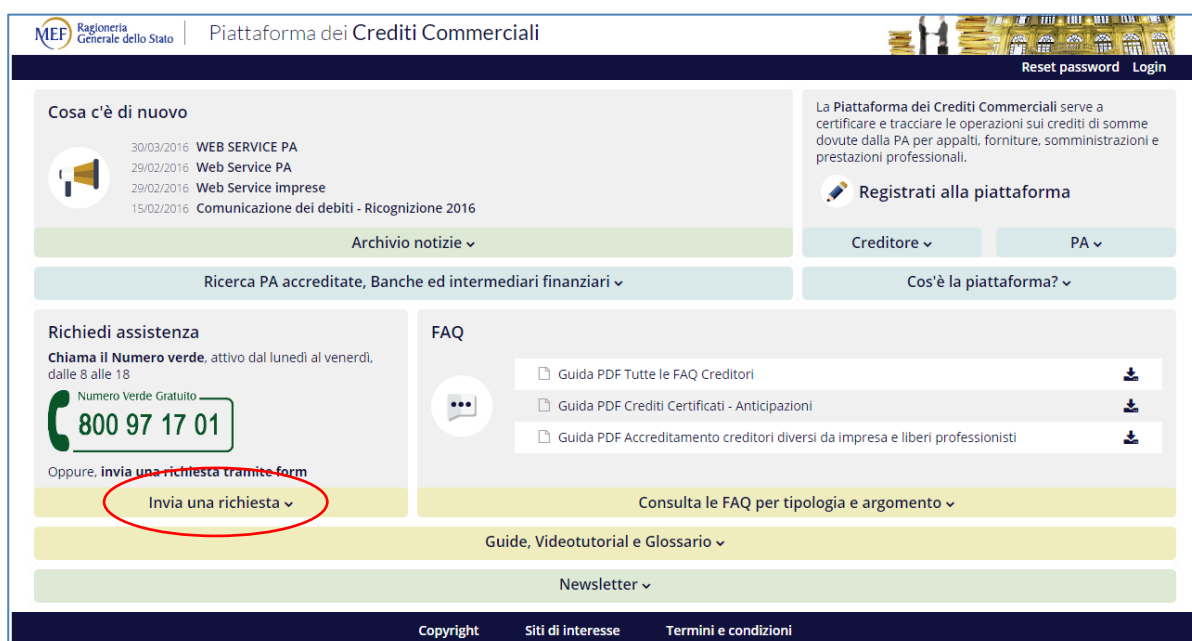 MEF Ragioneria
Generale dello Stato
Piattaforma dei Crediti Commerciali
Reset password Login
Cosa c'è di nuovo
30/03/2016 WEB SERVICE PA
29/02/2016 Web Service PA
29/02/2016 Web Service imprese
15/02/2016 Comunicazione dei debiti - Ricognizione 2016
Archivio notizie
La Piattaforma dei Crediti Commerciali serve a
certificare e tracciare le operazioni sui crediti di somme
dovute dalla PA per appalti, forniture, somministrazioni e
prestazioni professionali.
Registrati alla piattaforma
Creditore
PA
Ricerca PA accreditate, Banche ed intermediari finanziari
Cos'è la piattaforma?
Richiedi assistenza
Chiama il Numero verde, attivo dal lunedì al venerdì,
dalle 8 alle 18
Numero Verde Gratuito
800 97 17 01
Oppure, invia una richiesta tramite form
Invia una richiesta
FAQ
Guida PDF Tutte le FAQ Creditori
Guida PDF Crediti Certificati - Anticipazioni
Guida PDF Accreditamento creditori diversi da impresa e liberi professionisti
Consulta le FAQ per tipologia e argomento
Guide, Videotutorial e Glossario
Newsletter
Copyright Siti di interesse Termini e condizioni